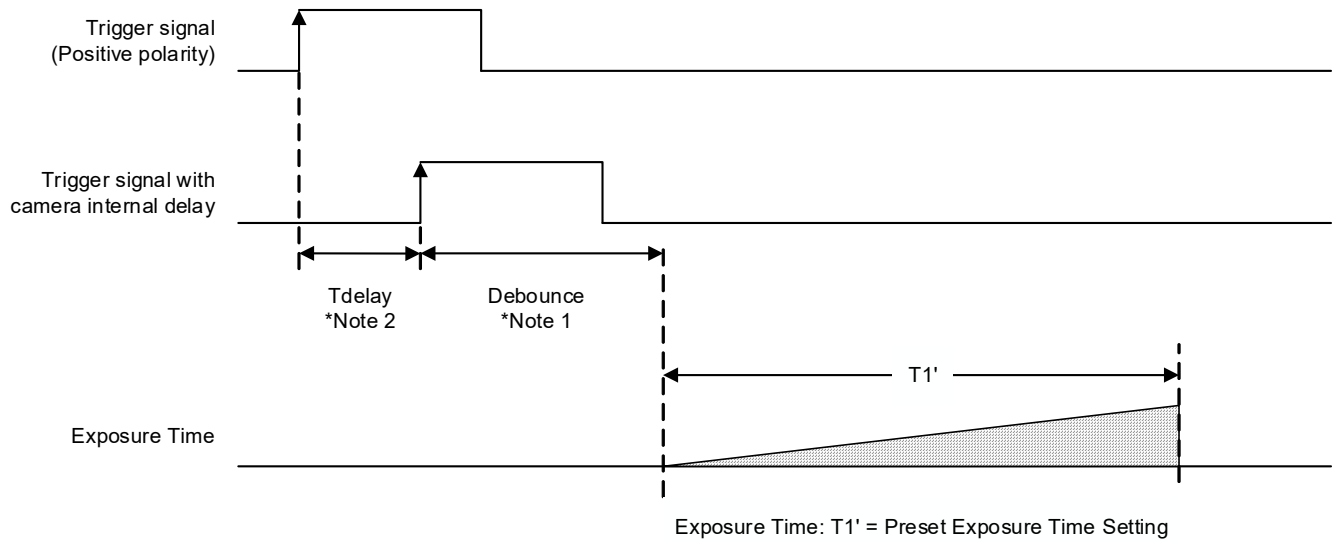 Trigger signal
(Positive polarity)
Trigger signal with
camera internal delay
Tdelay
*Note 2
Debounce
*Note 1
T1'
Exposure Time
Exposure Time: T1' = Preset Exposure Time Setting